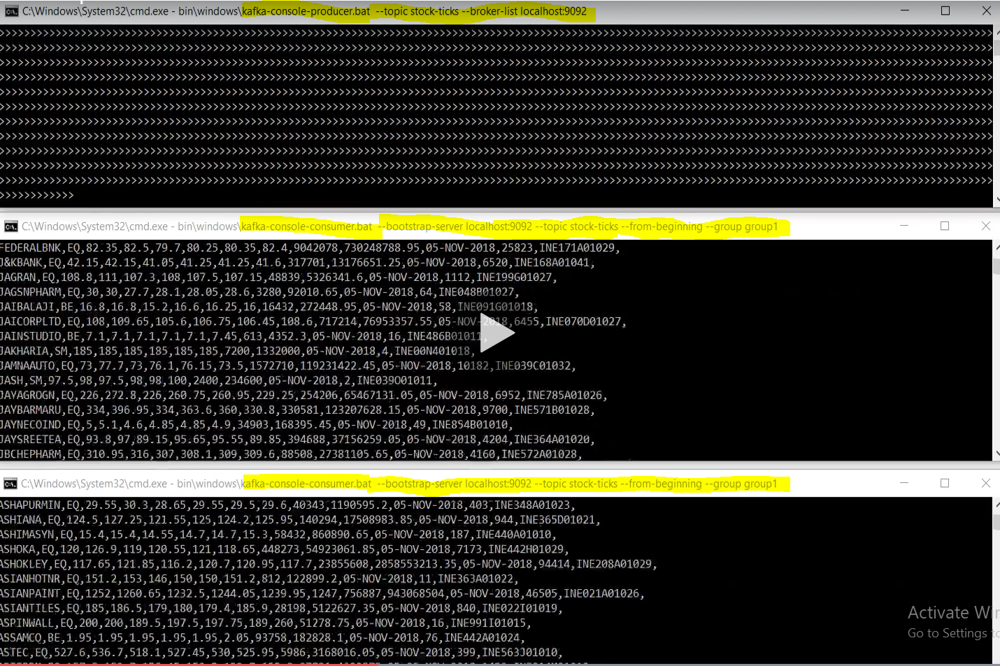 C:\Windows\System32\cmd.exe - bin\windows\kafka-console-producer.bat --topic stock-ticks --broker-list localhost:9092
>>>>>>>>>>>>
C:\Windows\System32\cmd.exe - bin\windows\kafka-console-consumer.bat --bootstrap-server localhost:9092 --topic stock-ticks --from-beginning --group group1
FEDERALBNK,EQ,82.35,82.5,79.7,80.25,80.35,82.4,9042078,730248788.95,05-NOV-2018,25823,INE171A01029,
J&KBANK,EQ,42.15,42.15,41.05,41.25,41.25,41.6,317701,13176651.25,05-NOV-2018,6520,INE168A01041,
JAGRAN,EQ,108.8,111,107.3,108,107.5,107.15,48839,5326341.6,05-NOV-2018,1112,INE199G01027,
JAGSNPHARM,EQ,30,30,27.7,28.1,28.05,28.6,3280,92010.65,05-NOV-2018,64,INE048B01027,
JAIBALAJI,BE,16.8,16.8,15.2,16.6,16.25,16,16432,272448.95,05-NOV-2018,58,INE091G01018,
JAICORPLTD,EQ,108,109.65,105.6,106.75,106.45,108.6,717214,76953357.55,05-NOV-2018,6455,INE070D01027,
JAINSTUDIO,BE,7.1,7.1,7.1,7.1,7.1,7.45,613,4352.3,05-NOV-2018,16,INE486B01011,
JAKHARIA,SM,185,185,185,185,185,185,7200,1332000,05-NOV-2018,4,INE00N401018,
JAMNAAUTO,EQ,73,77.7,73,76.1,76.15,73.5,1572710,119231422.45,05-NOV-2018,10182,INE039C01032,
JASH,SM,97.5,98,97.5,98,98,100,2400,234600,05-NOV-2018,2,INE039O01011,
JAYAGROGN,EQ,226,272.8,226,260.75,260.95,229.25,254206,65467131.05,05-NOV-2018,6952,INE785A01026,
JAYBARMARU,EQ,334,396.95,334,363.6,360,330.8,330581,123207628.15,05-NOV-2018,9700,INE571B01028,
JAYNECOIND,EQ,5,5.1,4.6,4.85,4.85,4.9,34903,168395.45,05-NOV-2018,49,INE854B01010,
JAYSREETEA,EQ,93.8,97,89.15,95.65,95.55,89.85,394688,37156259.05,05-NOV-2018,4204,INE364A01020,
JBCHEPHARM,EQ,310.95,316,307,308.1,309,309.6,88508,27381105.65,05-NOV-2018,4160,INE572A01028,
C:\Windows\System32\cmd.exe - bin\windows\kafka-console-consumer.bat --bootstrap-server localhost:9092 --topic stock-ticks --from-beginning --group group1
ASHAPURMIN,EQ,29.55,30.3,28.65,29.55,29.5,29.6,40343,1190595.2,05-NOV-2018,403,INE348A01023,
ASHIANA,EQ,124.5,127.25,121.55,125,124.2,125.95,140294,17508983.85,05-NOV-2018,944,INE365D01021,
ASHIMASYN,EQ,15.4,15.4,14.55,14.7,14.7,15.3,58432,860890.65,05-NOV-2018,187,INE440A01010,
ASHOKA,EQ,120,126.9,119,120.55,121,118.65,448273,54923061.85,05-NOV-2018,7173,INE442H01029,
ASHOKLEY,EQ,117.65,121.85,116.2,120.7,120.95,117.7,23855608,2858553213.35,05-NOV-2018,94414,INE208A01029,
ASIANHOTNR,EQ,151.2,153,146,150,150,151.2,812,122899.2,05-NOV-2018,11,INE363A01022,
ASIANPAINT,EQ,1252,1260.65,1232.5,1244.05,1239.95,1247,756887,943068504,05-NOV-2018,46505,INE021A01026,
ASIANTILES,EQ,185,186.5,179,180,179.4,185.9,28198,5122627.35,05-NOV-2018,840,INE022I01019,
ASPINWALL,EQ,200,200,189.5,197.5,197.75,189,260,51278.75,05-NOV-2018,16,INE991I01015,
ASSAMCO,BE,1.95,1.95,1.95,1.95,1.95,2.05,93758,182828.1,05-NOV-2018,76,INE442A01024,
ASTEC,EQ,527.6,536.7,518.1,527.45,530,525.95,5986,3168016.05,05-NOV-2018,399,INE563J01010,
Activate Wi
Go to Settings